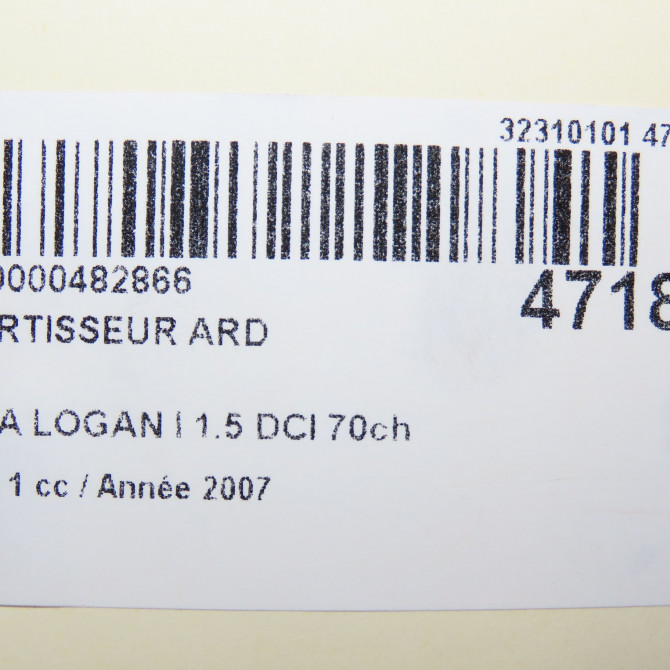 32310101 47
0000482866
4718
RTISSEUR ARD
A LOGAN I 1.5 DCI 70ch
1 cc / Année 2007